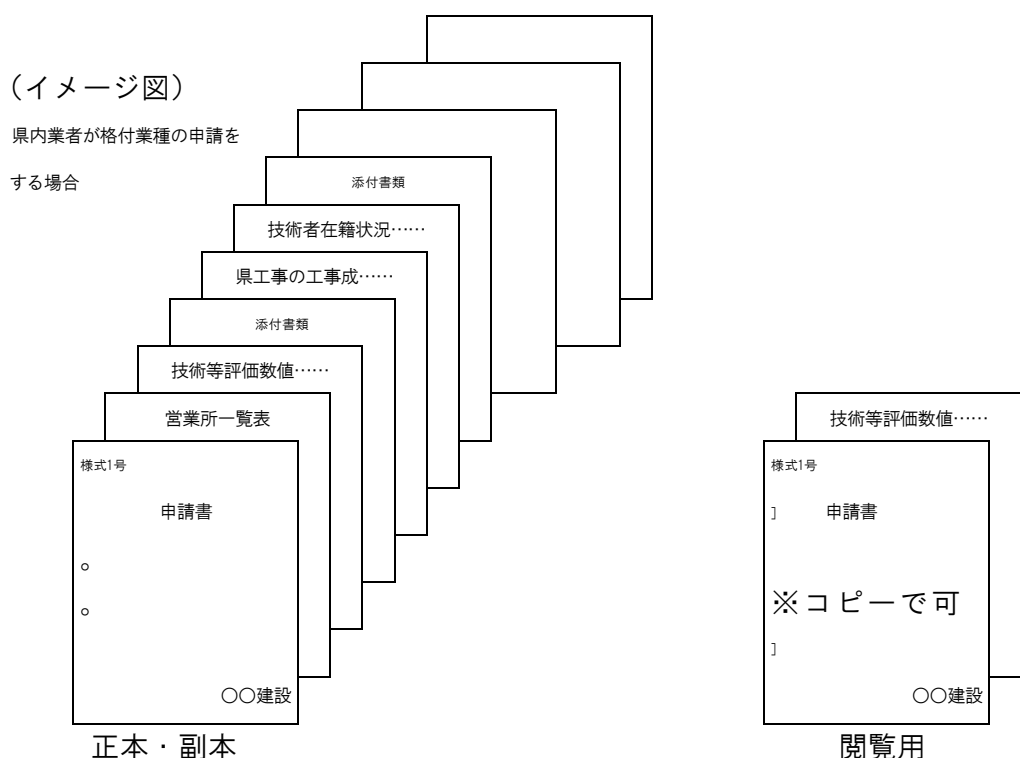 (イメージ図)
県内業者が格付業種の申請を
する場合
添付書類
技術者在籍状況……
県工事の工事成……
添付書類
技術等評価数値……
営業所一覧表
様式1号
申請書
○
○
○○建設
正本・副本
技術等評価数値……
様式1号
］
申請書
※コピーで可
］
○○建設
閲覧用